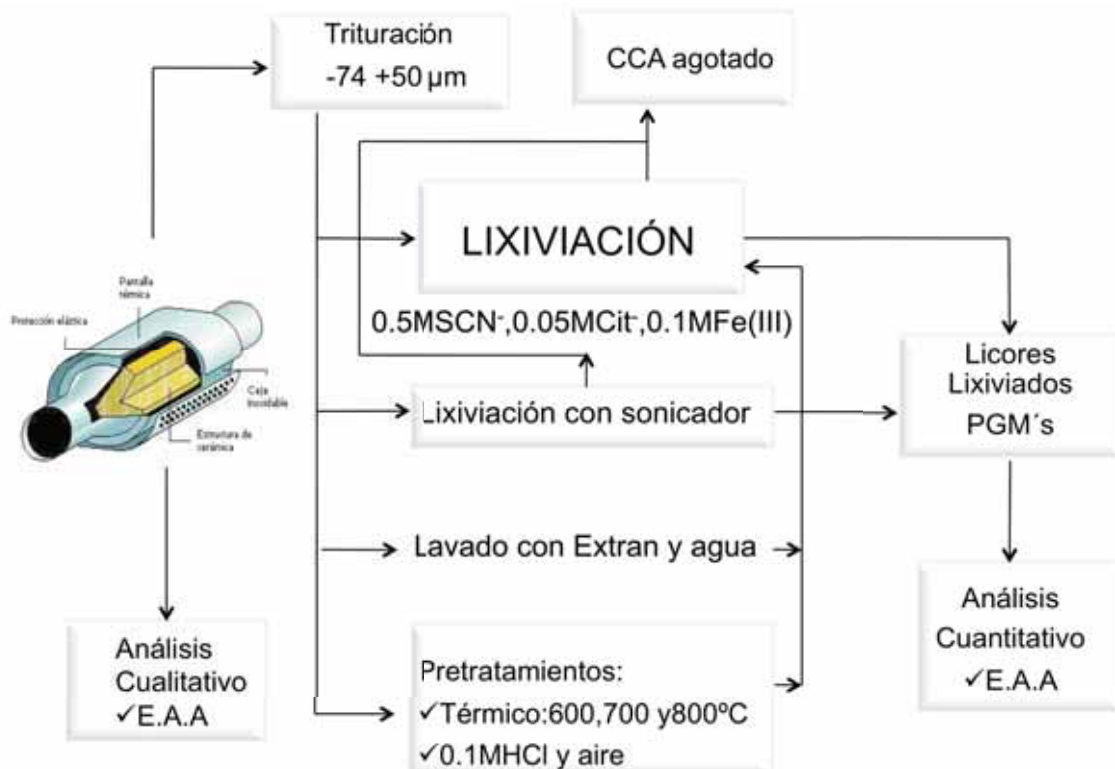 Trituración
-74 +50 µm
CCA agotado
LIXIVIACIÓN
0.5MSCN-,0.05MCit-,0.1MFe(III)
Pantalla
térmica
Protección elástica
Caja
inoxidable
Estructura de
cerámica
Lixiviación con sonicador
Licores
Lixiviados
PGM´s
Lavado con Extran y agua
Análisis
Cualitativo
✓E.A.A
Pretratamientos:
✓Térmico:600,700 y800ºC
✓0.1MHCl y aire
Análisis
Cuantitativo
✓E.A.A